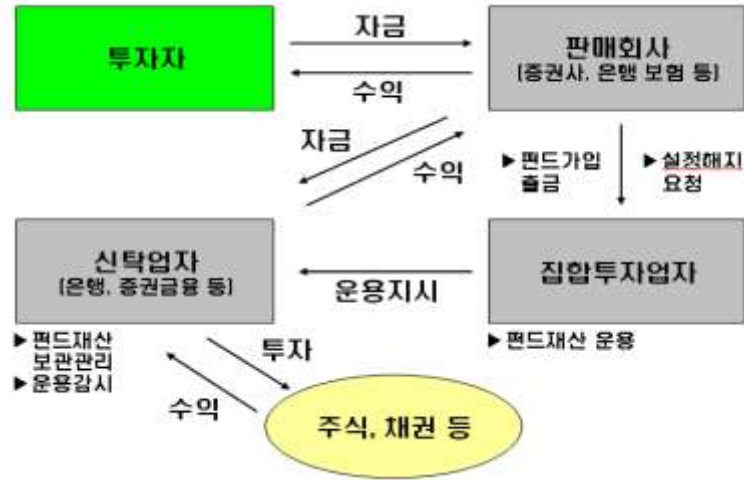 투자자
자금
수익
판매회사
(증권사, 은행 보험 등)
자금
수익
▶ 펀드가입
출금
▶ 설정해지
요청
신탁업자
(은행, 증권금융 등)
운용지시
집합투자업자
▶ 펀드재산
보관관리
▶ 운용감시
▶ 펀드재산 운용
투자
수익
주식, 채권 등